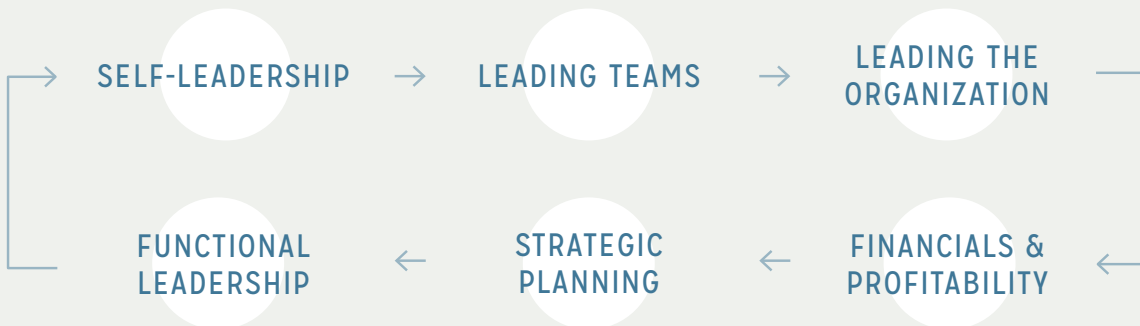 SELF-LEADERSHIP
LEADING TEAMS
LEADING THE
ORGANIZATION
FUNCTIONAL
LEADERSHIP
STRATEGIC
PLANNING
FINANCIALS &
PROFITABILITY